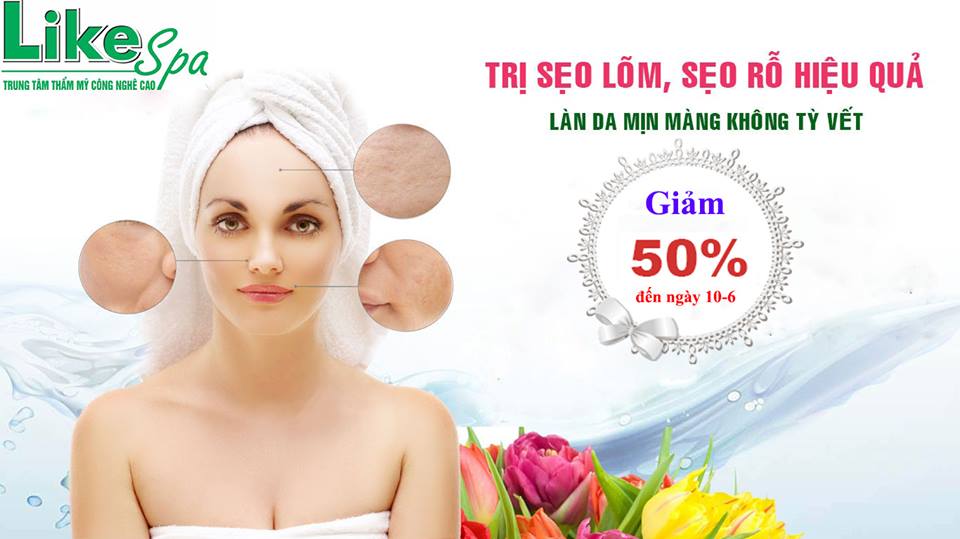 Like Spa
TRUNG TÂM THẨM MỸ CÔNG NGHÊ CAO
TRỊ SẸO LÕM, SẸO RỖ HIỆU QUẢ
LÀN DA MỊN MÀNG KHÔNG TỲ VẾT
Giảm
50%
đến ngày 10-6